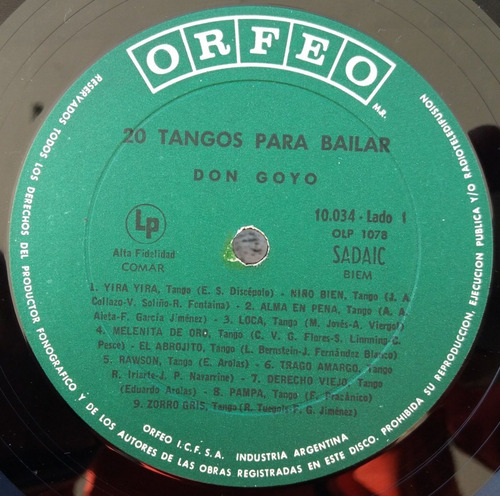 ORFEO
M.R.
20 TANGOS PARA BAILAR
DON GOYO
Lp
Alta Fidelidad
COMAR
10.034 - Lado 1
OLP 1078
SADAIC
BIEM
1. YIRA YIRA, Tango (E. S. Discépolo) - NIÑO BIEN, Tango (J. A.
Collazo-V. Soliño-R. Fontaina) - 2. ALMA EN PENA, Tango (A. A.
Aieta-F. García Jiménez) - 3. LOCA, Tango (M. Jovés-A. Viergol)
4. MELENITA DE ORO, Tango (C. V. G. Flores-S. Linnning-C.
Pesce) - EL ABROJITO, Tango (L. Bernstein-J. Fernández Blanco)
5. RAWSON, Tango (E. Arolas) - 6. TRAGO AMARGO, Tango
R. Iriarte-J. P. Navarrine) - 7. DERECHO VIEJO, Tango
(Eduardo Arolas) - 8. PAMPA, Tango (F. Pracánico)
9. ZORRO GRIS, Tango (R. Tuegols F. G. Jiménez)
ORFEO I.C.F.S.A. INDUSTRIA ARGENTINA
RESERVADOS TODOS LOS DERECHOS DEL PRODUCTOR FONOGRAFICO Y DE LOS AUTORES DE LAS OBRAS REGISTRADAS EN ESTE DISCO. PROHIBIDA SU REPRODUCCION, EJECUCION PUBLICA Y/O RADIOTELEDIFUSION